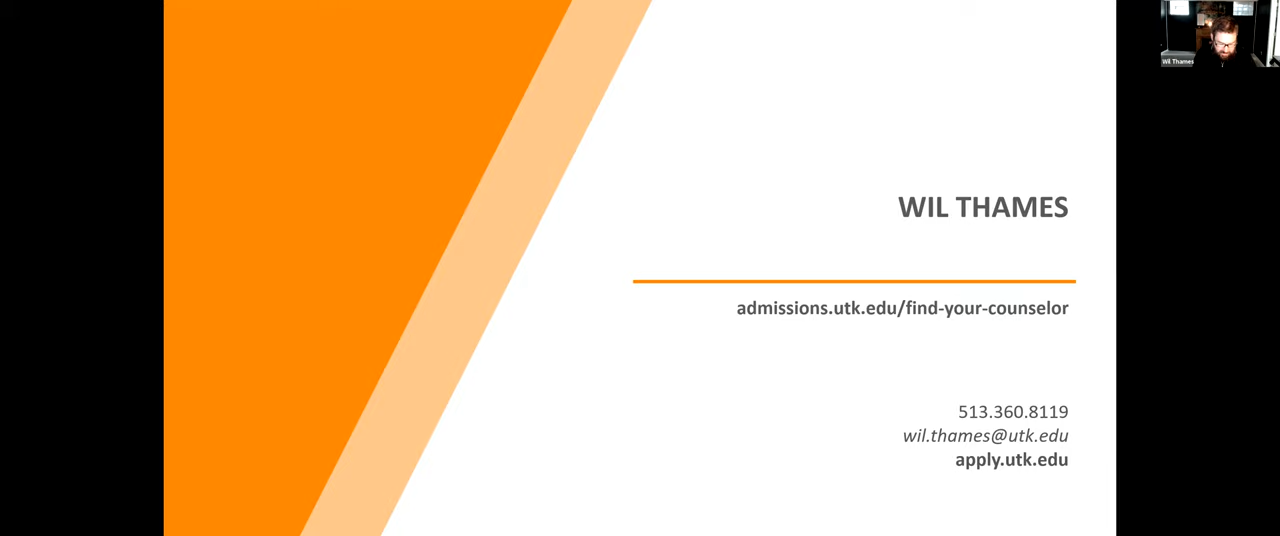 Wil Thames
WIL THAMES
admissions.utk.edu/find-your-counselor
513.360.8119
wil.thames@utk.edu
apply.utk.edu